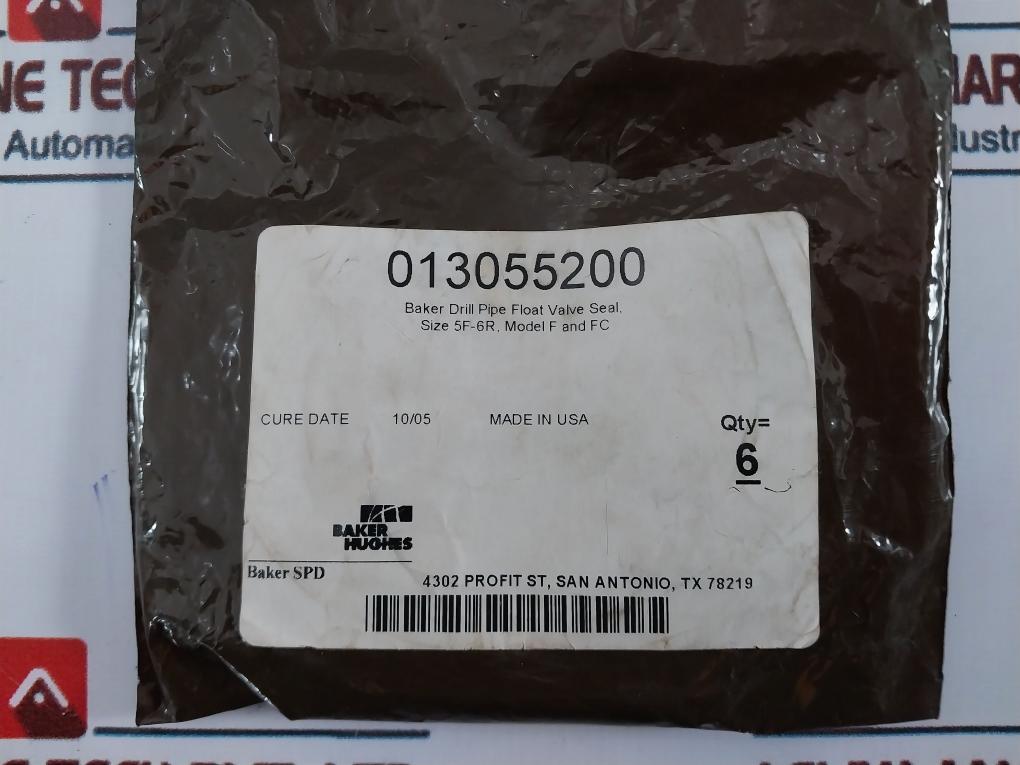 NE TEC
MAR
Automa
dustr
013055200
Baker Drill Pipe Float Valve Seal,
Size 5F-6R, Model F and FC
CURE DATE 10/05 MADE IN USA
Qty=
6
BAKER
HUGHES
Baker SPD
4302 PROFIT ST, SAN ANTONIO, TX 78219